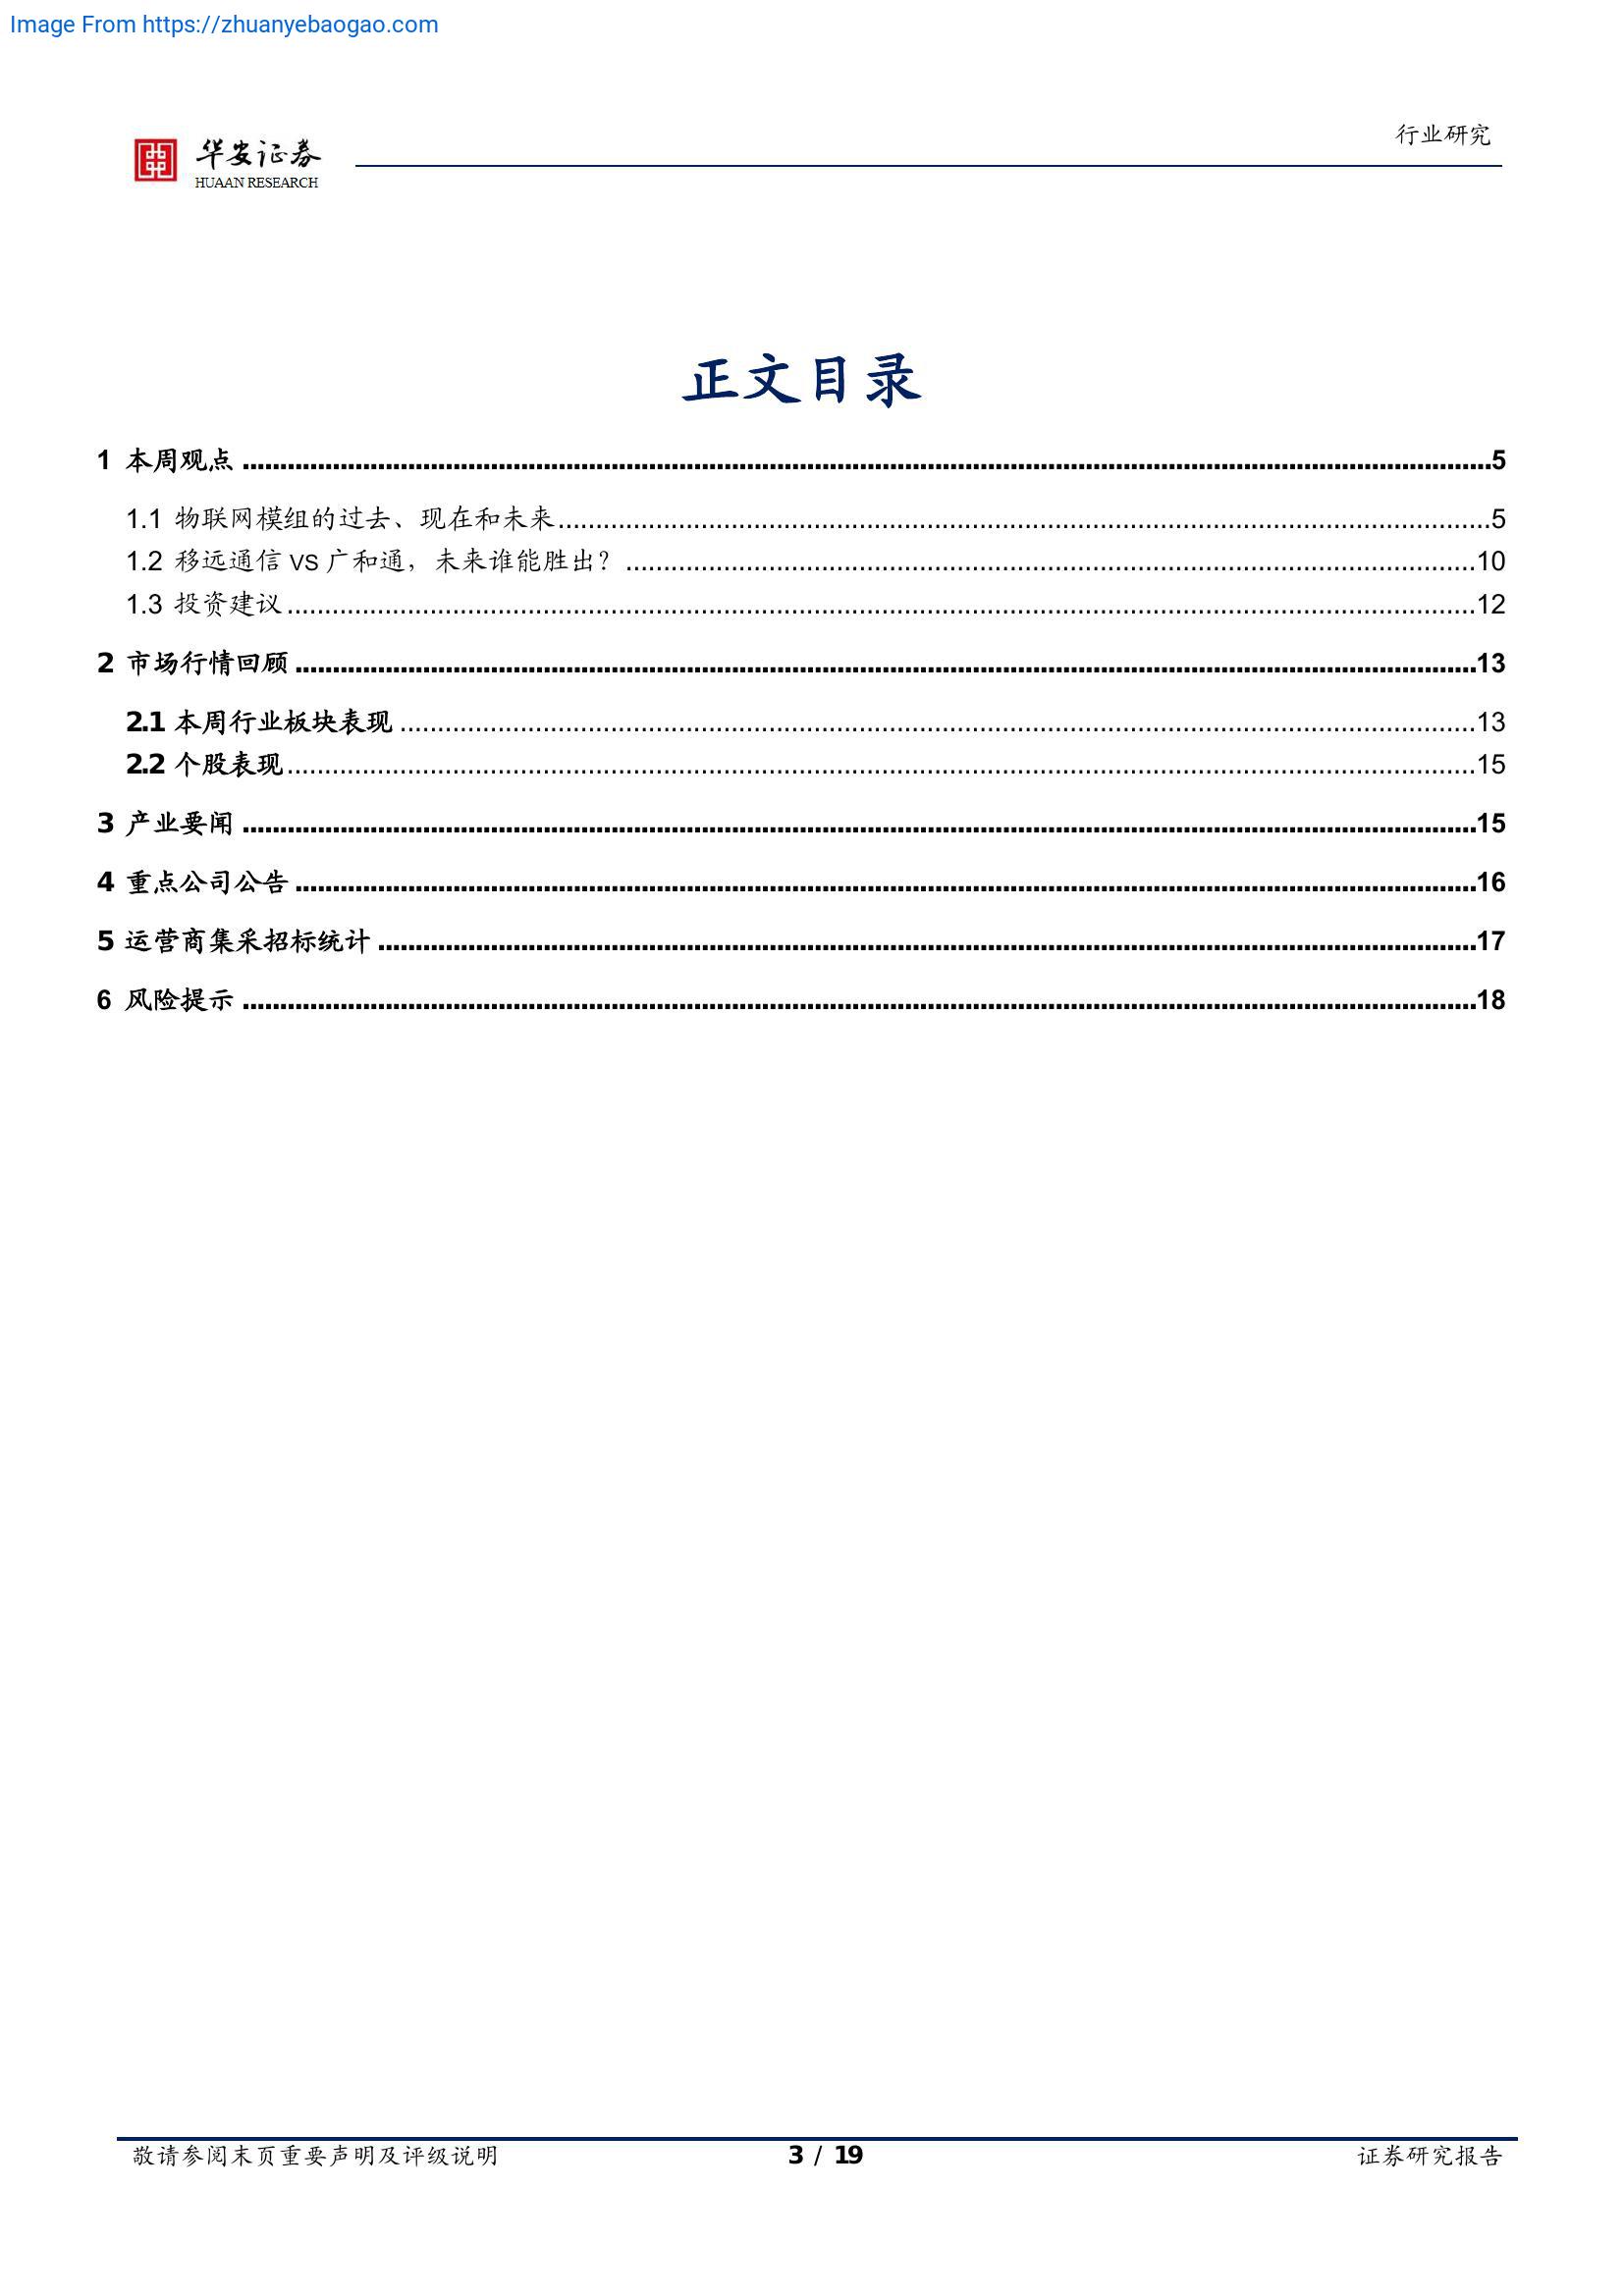 Image From https://zhuanyebaogao.com
行业研究
华安证券
HUAAN RESEARCH
正文目录
1 本周观点 ........................................ 5
1.1 物联网模组的过去、现在和未来 ........................................ 5
1.2 移远通信 vs 广和通，未来谁能胜出？ ........................................ 10
1.3 投资建议 ........................................ 12
2 市场行情回顾 ........................................ 13
2.1 本周行业板块表现 ........................................ 13
2.2 个股表现 ........................................ 15
3 产业要闻 ........................................ 15
4 重点公司公告 ........................................ 16
5 运营商集采招标统计 ........................................ 17
6 风险提示 ........................................ 18
敬请参阅末页重要声明及评级说明 3 / 19 证券研究报告